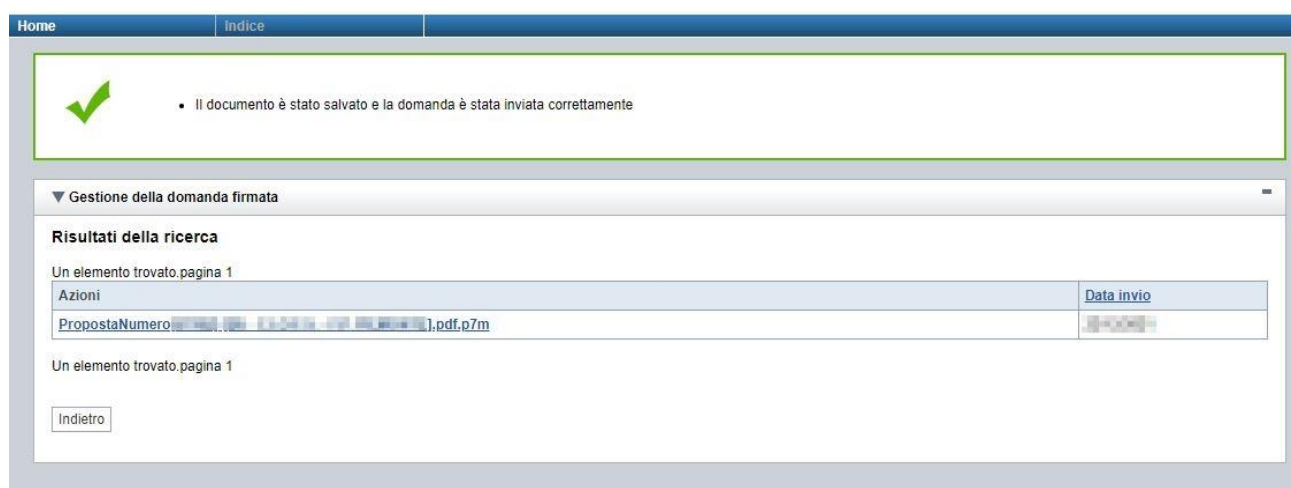 Home Indice
Il documento è stato salvato e la domanda è stata inviata correttamente
Gestione della domanda firmata
Risultati della ricerca
Un elemento trovato.pagina 1
Azioni Data invio
PropostaNumero ].pdf.p7m
Un elemento trovato.pagina 1
Indietro